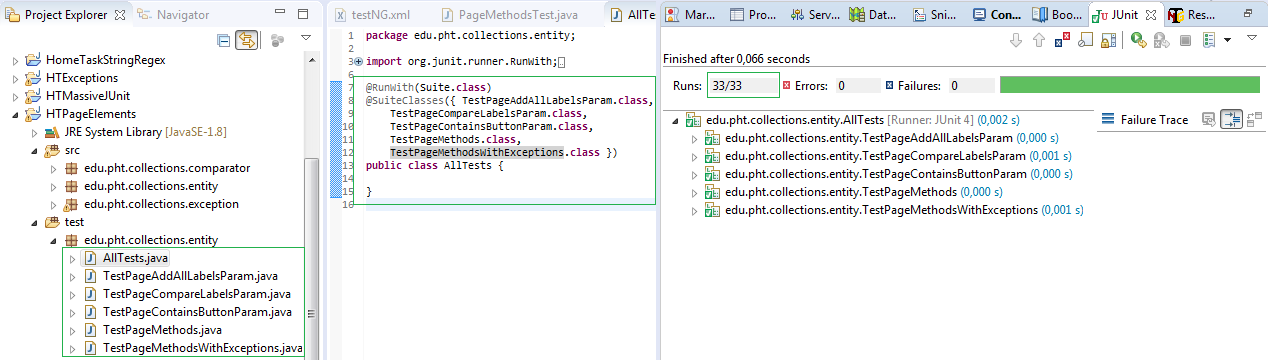 Project Explorer
Navigator
HomeTaskStringRegex
HTExceptions
HTMassiveJUnit
HTPageElements
JRE System Library [JavaSE-1.8]
src
edu.pht.collections.comparator
edu.pht.collections.entity
edu.pht.collections.exception
test
edu.pht.collections.entity
AllTests.java
TestPageAddAllLabelsParam.java
TestPageCompareLabelsParam.java
TestPageContainsButtonParam.java
TestPageMethods.java
TestPageMethodsWithExceptions.java
testNG.xml
PageMethodsTest.java
AllTe
1 package edu.pht.collections.entity;
2
3 import org.junit.runner.RunWith;
6
7 @RunWith(Suite.class)
8 @SuiteClasses({ TestPageAddAllLabelsParam.class,
9 TestPageCompareLabelsParam.class,
10 TestPageContainsButtonParam.class,
11 TestPageMethods.class,
12 TestPageMethodsWithExceptions.class })
13 public class AllTests {
14
15 }
16
Mar...
Pro...
Serv...
Dat...
Sni...
Con...
Boo...
JUnit
Res...
Finished after 0,066 seconds
Runs: 33/33 Errors: 0 Failures: 0
edu.pht.collections.entity.AllTests [Runner: JUnit 4] (0,002 s)
edu.pht.collections.entity.TestPageAddAllLabelsParam (0,000 s)
edu.pht.collections.entity.TestPageCompareLabelsParam (0,001 s)
edu.pht.collections.entity.TestPageContainsButtonParam (0,000 s)
edu.pht.collections.entity.TestPageMethods (0,000 s)
edu.pht.collections.entity.TestPageMethodsWithExceptions (0,001 s)
Failure Trace